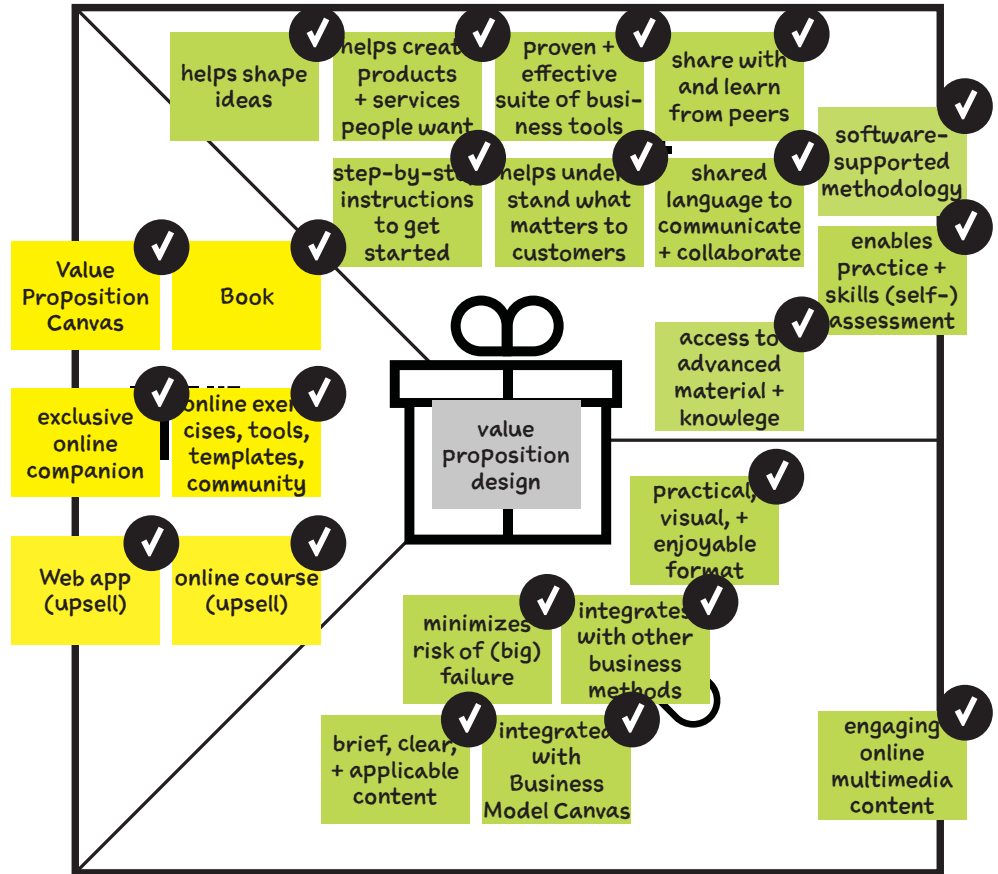 helps shape
ideas
helps create
products
+ services
people want
proven +
effective
suite of busi-
ness tools
share with
and learn
from peers
software-
supported
methodology
step-by-step
instructions
to get
started
helps under-
stand what
matters to
customers
shared
language to
communicate
+ collaborate
enables
practice +
skills (self-)
assessment
Value
Proposition
Canvas
Book
access to
advanced
material +
knowlege
exclusive
online
companion
online exer-
cises, tools,
templates,
community
value
proposition
design
practical,
visual, +
enjoyable
format
Web app
(upsell)
online course
(upsell)
minimizes
risk of (big)
failure
integrates
with other
business
methods
brief, clear,
+ applicable
content
integrated
with
Business
Model Canvas
engaging
online
multimedia
content